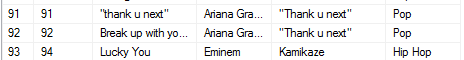 91 91 "thank u next" Ariana Gra... "Thank u next" Pop
92 92 Break up with yo... Ariana Gra... "Thank u next" Pop
93 94 Lucky You Eminem Kamikaze Hip Hop